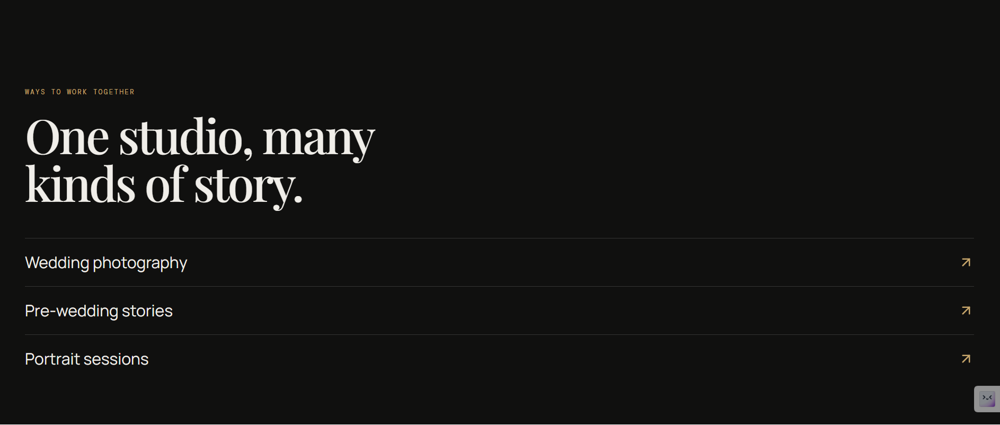 WAYS TO WORK TOGETHER
One studio, many
kinds of story.
Wedding photography
Pre-wedding stories
Portrait sessions